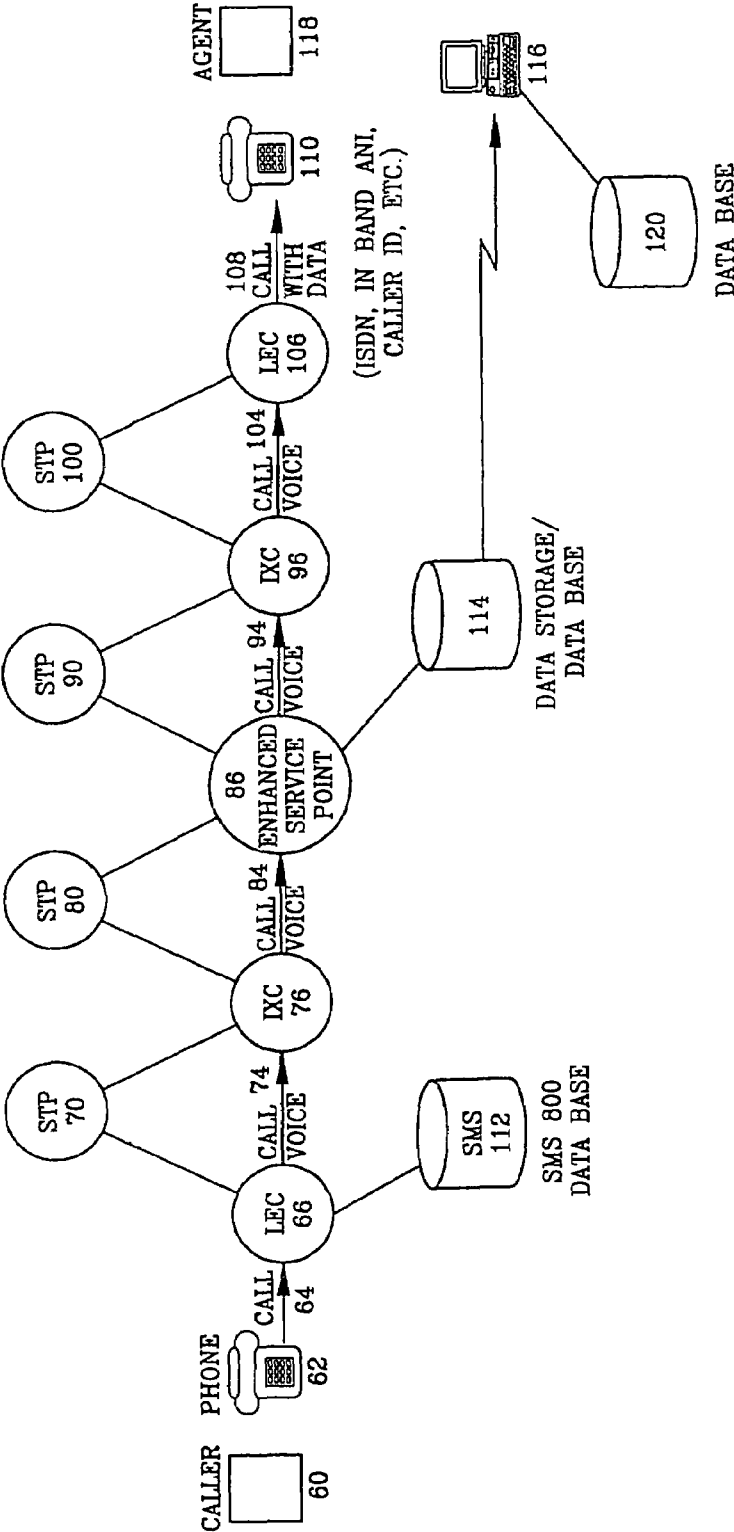 CALLER
60
PHONE
62
CALL
64
LEC
66
STP
70
CALL 74
VOICE
IXC
76
STP
80
CALL 84
VOICE
86
ENHANCED
SERVICE
POINT
STP
90
CALL 94
VOICE
IXC
96
STP
100
CALL 104
VOICE
LEC
106
108
CALL
WITH
DATA
110
AGENT
118
(ISDN, IN BAND ANI,
CALLER ID, ETC.)
SMS
112
SMS 800
DATA BASE
114
DATA STORAGE/
DATA BASE
116
120
DATA BASE